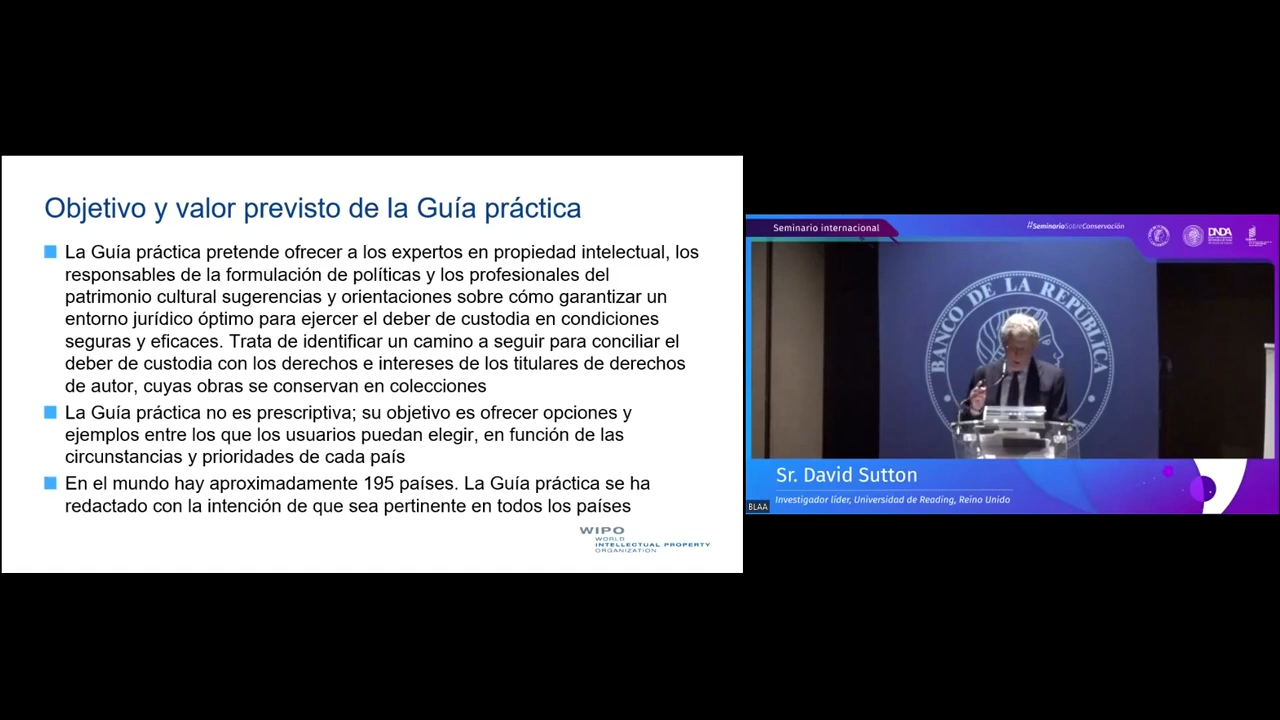 Objetivo y valor previsto de la Guía práctica
La Guía práctica pretende ofrecer a los expertos en propiedad intelectual, los
responsables de la formulación de políticas y los profesionales del
patrimonio cultural sugerencias y orientaciones sobre cómo garantizar un
entorno jurídico óptimo para ejercer el deber de custodia en condiciones
seguras y eficaces. Trata de identificar un camino a seguir para conciliar el
deber de custodia con los derechos e intereses de los titulares de derechos
de autor, cuyas obras se conservan en colecciones
La Guía práctica no es prescriptiva; su objetivo es ofrecer opciones y
ejemplos entre los que los usuarios puedan elegir, en función de las
circunstancias y prioridades de cada país
En el mundo hay aproximadamente 195 países. La Guía práctica se ha
redactado con la intención de que sea pertinente en todos los países
WIPO
WORLD
INTELLECTUAL PROPERTY
ORGANIZATION
Seminario internacional
#SeminarioSobreConservación
DNDA
BANCO DE LA REPÚBLICA
Sr. David Sutton
Investigador líder, Universidad de Reading, Reino Unido
BLAA